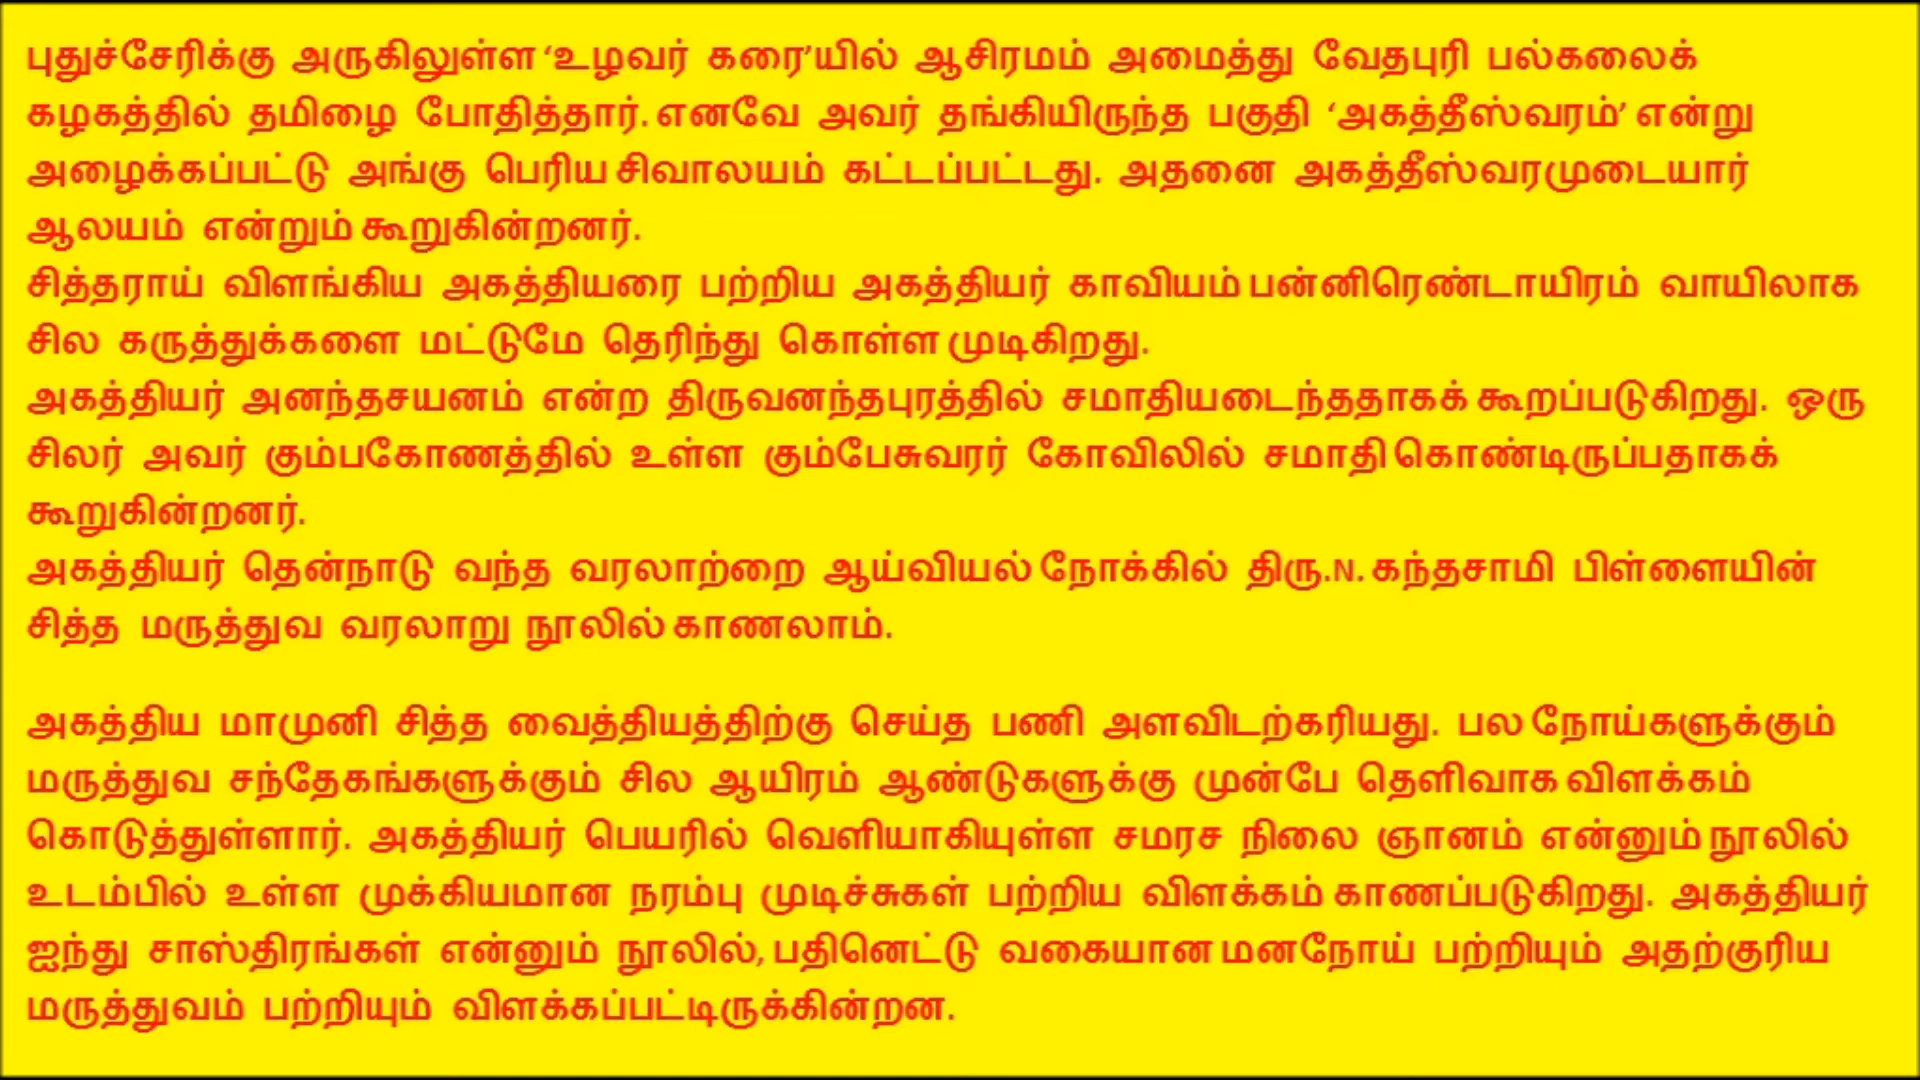 புதுச்சேரிக்கு அருகிலுள்ள ‘உழவர் கரை’யில் ஆசிரமம் அமைத்து வேதபுரி பல்கலைக்
கழகத்தில் தமிழை போதித்தார். எனவே அவர் தங்கியிருந்த பகுதி ‘அகத்தீஸ்வரம்’ என்று
அழைக்கப்பட்டு அங்கு பெரிய சிவாலயம் கட்டப்பட்டது. அதனை அகத்தீஸ்வரமுடையார்
ஆலயம் என்றும் கூறுகின்றனர்.
சித்தராய் விளங்கிய அகத்தியரை பற்றிய அகத்தியர் காவியம் பன்னிரெண்டாயிரம் வாயிலாக
சில கருத்துக்களை மட்டுமே தெரிந்து கொள்ள முடிகிறது.
அகத்தியர் அனந்தசயனம் என்ற திருவனந்தபுரத்தில் சமாதியடைந்ததாகக் கூறப்படுகிறது. ஒரு
சிலர் அவர் கும்பகோணத்தில் உள்ள கும்பேசுவரர் கோவிலில் சமாதி கொண்டிருப்பதாகக்
கூறுகின்றனர்.
அகத்தியர் தென்நாடு வந்த வரலாற்றை ஆய்வியல் நோக்கில் திரு.N. கந்தசாமி பிள்ளையின்
சித்த மருத்துவ வரலாறு நூலில் காணலாம்.
அகத்திய மாமுனி சித்த வைத்தியத்திற்கு செய்த பணி அளவிடற்கரியது. பல நோய்களுக்கும்
மருத்துவ சந்தேகங்களுக்கும் சில ஆயிரம் ஆண்டுகளுக்கு முன்பே தெளிவாக விளக்கம்
கொடுத்துள்ளார். அகத்தியர் பெயரில் வெளியாகியுள்ள சமரச நிலை ஞானம் என்னும் நூலில்
உடம்பில் உள்ள முக்கியமான நரம்பு முடிச்சுகள் பற்றிய விளக்கம் காணப்படுகிறது. அகத்தியர்
ஐந்து சாஸ்திரங்கள் என்னும் நூலில், பதினெட்டு வகையான மனநோய் பற்றியும் அதற்குரிய
மருத்துவம் பற்றியும் விளக்கப்பட்டிருக்கின்றன.